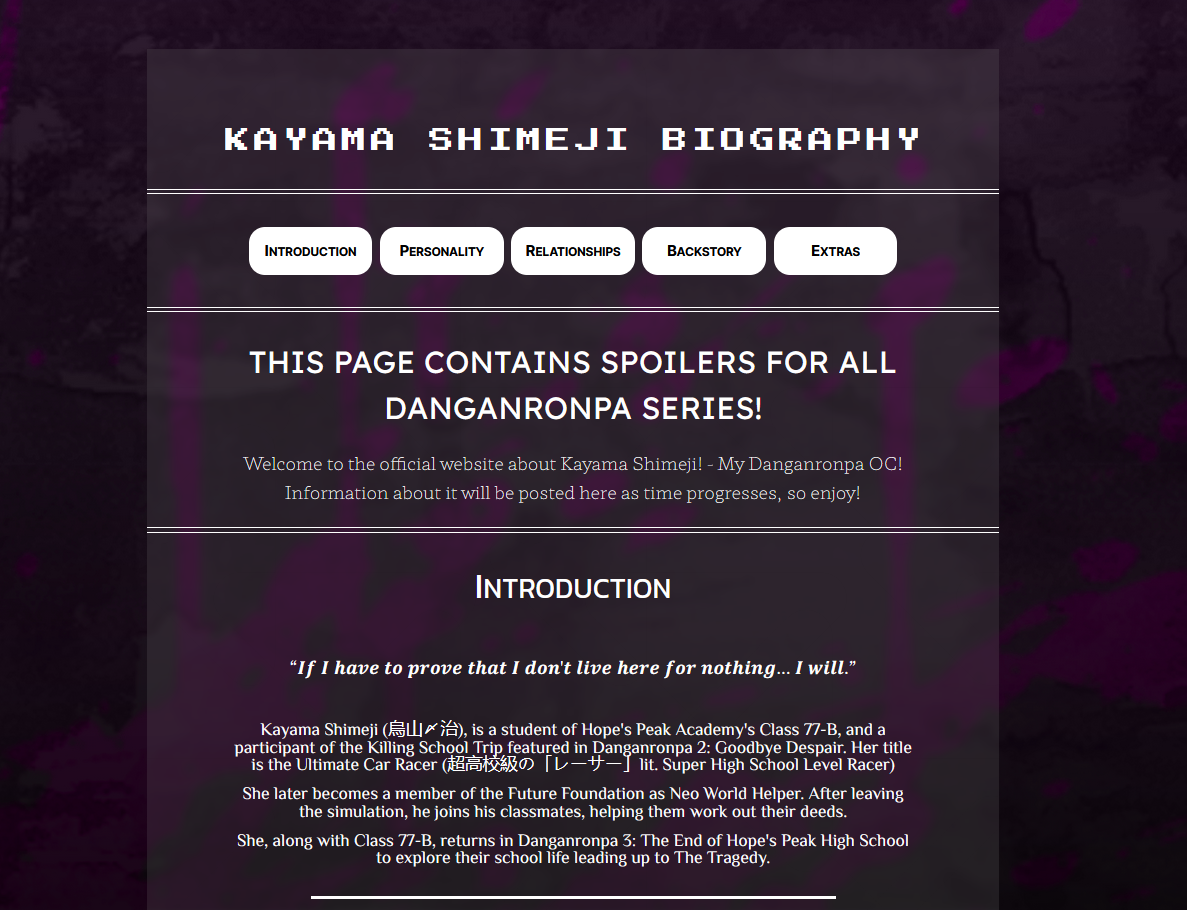 KAYAMA SHIMEJI BIOGRAPHY
Introduction
Personality
Relationships
Backstory
Extras
THIS PAGE CONTAINS SPOILERS FOR ALL
DANGANRONPA SERIES!
Welcome to the official website about Kayama Shimeji! - My Danganronpa OC!
Information about it will be posted here as time progresses, so enjoy!
Introduction
“If I have to prove that I don't live here for nothing... I will.”
Kayama Shimeji (烏山〆治), is a student of Hope's Peak Academy's Class 77-B, and a
participant of the Killing School Trip featured in Danganronpa 2: Goodbye Despair. Her title
is the Ultimate Car Racer (超高校級の「レーサー」lit. Super High School Level Racer)
She later becomes a member of the Future Foundation as Neo World Helper. After leaving
the simulation, he joins his classmates, helping them work out their deeds.
She, along with Class 77-B, returns in Danganronpa 3: The End of Hope's Peak High School
to explore their school life leading up to The Tragedy.